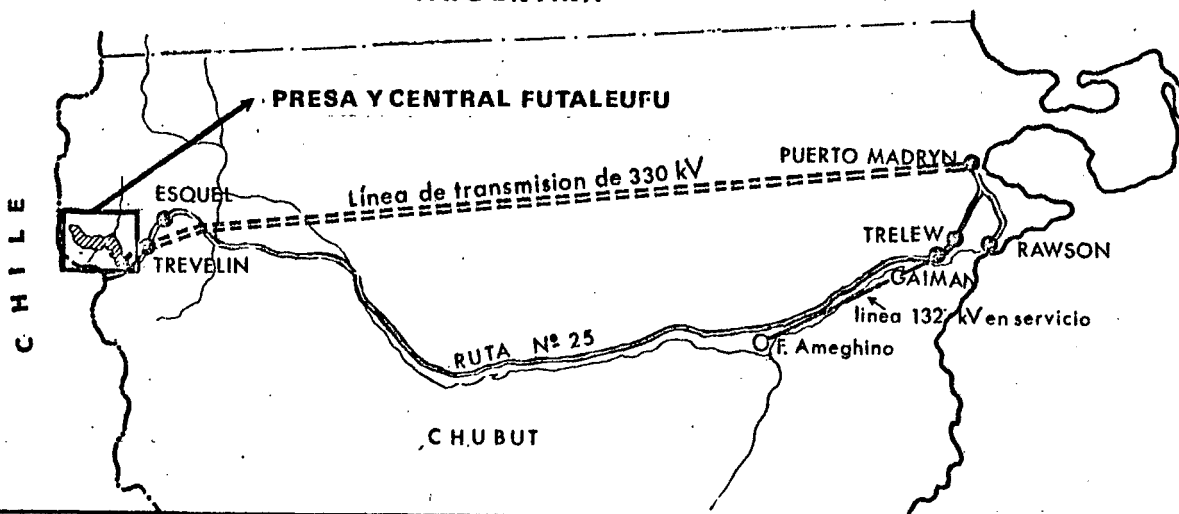 PRESA Y CENTRAL FUTALEUFU
PUERTO MADRYN
Línea de transmision de 330 kV
CHILE
ESQUEL
TREVELIN
TRELEW
RAWSON
GAIMAN
linea 132 kV en servicio
RUTA Nº 25
F. Ameghino
CHUBUT